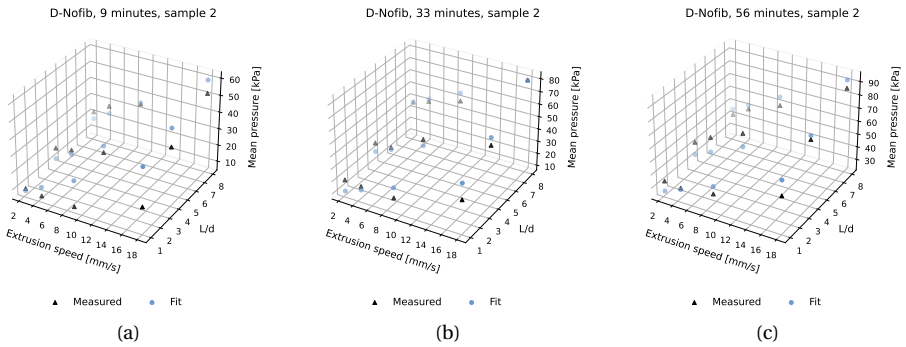 D-Nofib, 9 minutes, sample 2
60
50
40
30
20
10
Mean pressure [kPa]
2 4 6 8 10 12 14 16 18
Extrusion speed [mm/s]
1 2 3 4 5 6 7 8
L/d
Measured Fit
(a)
D-Nofib, 33 minutes, sample 2
80
70
60
50
40
30
20
10
Mean pressure [kPa]
2 4 6 8 10 12 14 16 18
Extrusion speed [mm/s]
1 2 3 4 5 6 7 8
L/d
Measured Fit
(b)
D-Nofib, 56 minutes, sample 2
90
80
70
60
50
40
30
Mean pressure [kPa]
2 4 6 8 10 12 14 16 18
Extrusion speed [mm/s]
1 2 3 4 5 6 7 8
L/d
Measured Fit
(c)